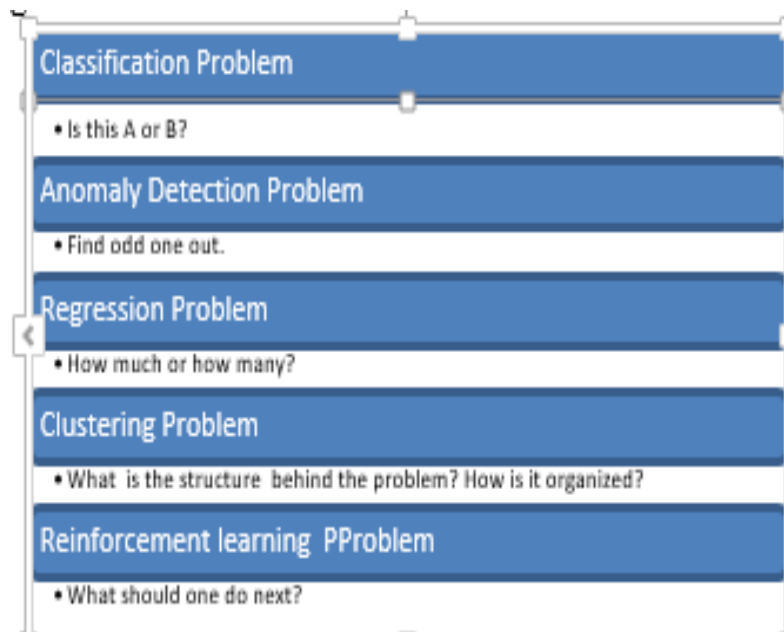 Classification Problem
• Is this A or B?
Anomaly Detection Problem
• Find odd one out.
Regression Problem
• How much or how many?
Clustering Problem
• What is the structure behind the problem? How is it organized?
Reinforcement learning PProblem
• What should one do next?